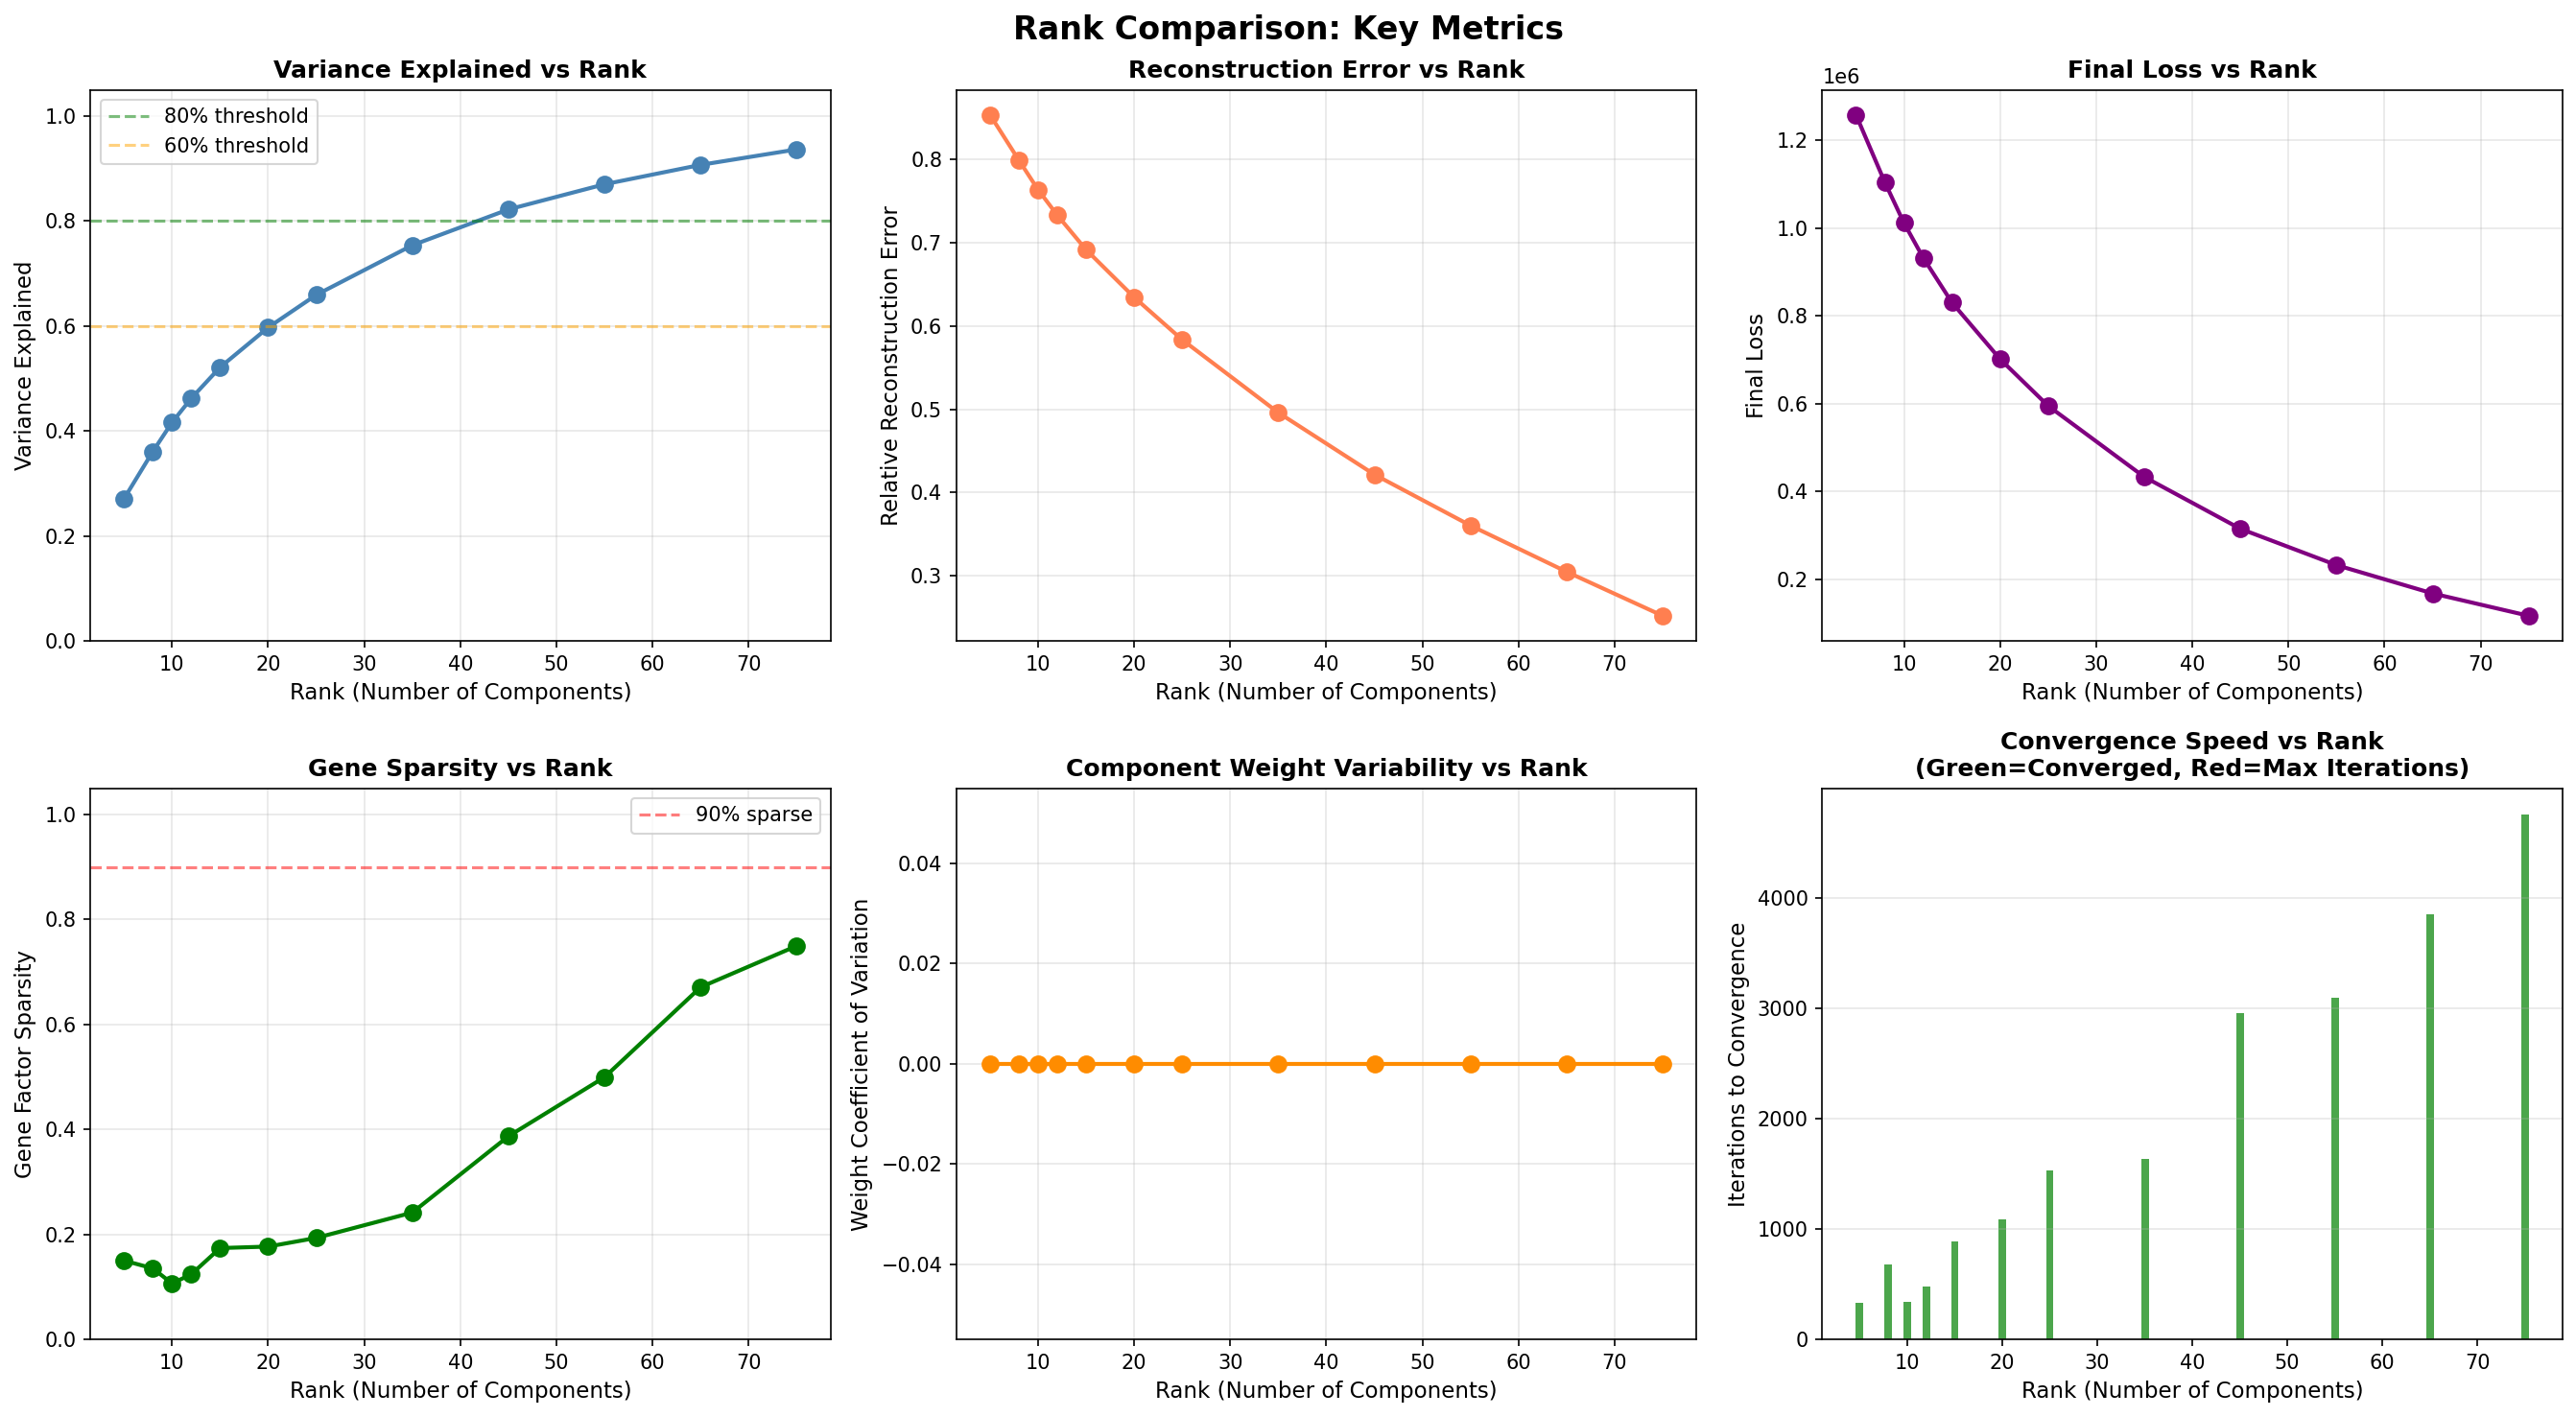 Rank Comparison: Key Metrics
Variance Explained vs Rank
1.0
0.8
0.6
0.4
0.2
0.0
Variance Explained
80% threshold
60% threshold
10 20 30 40 50 60 70
Rank (Number of Components)
Reconstruction Error vs Rank
0.8
0.7
0.6
0.5
0.4
0.3
Relative Reconstruction Error
10 20 30 40 50 60 70
Rank (Number of Components)
Final Loss vs Rank
1e6
1.2
1.0
0.8
0.6
0.4
0.2
Final Loss
10 20 30 40 50 60 70
Rank (Number of Components)
Gene Sparsity vs Rank
1.0
0.8
0.6
0.4
0.2
0.0
Gene Factor Sparsity
90% sparse
10 20 30 40 50 60 70
Rank (Number of Components)
Component Weight Variability vs Rank
0.04
0.02
0.00
−0.02
−0.04
Weight Coefficient of Variation
10 20 30 40 50 60 70
Rank (Number of Components)
Convergence Speed vs Rank
(Green=Converged, Red=Max Iterations)
4000
3000
2000
1000
0
Iterations to Convergence
10 20 30 40 50 60 70
Rank (Number of Components)